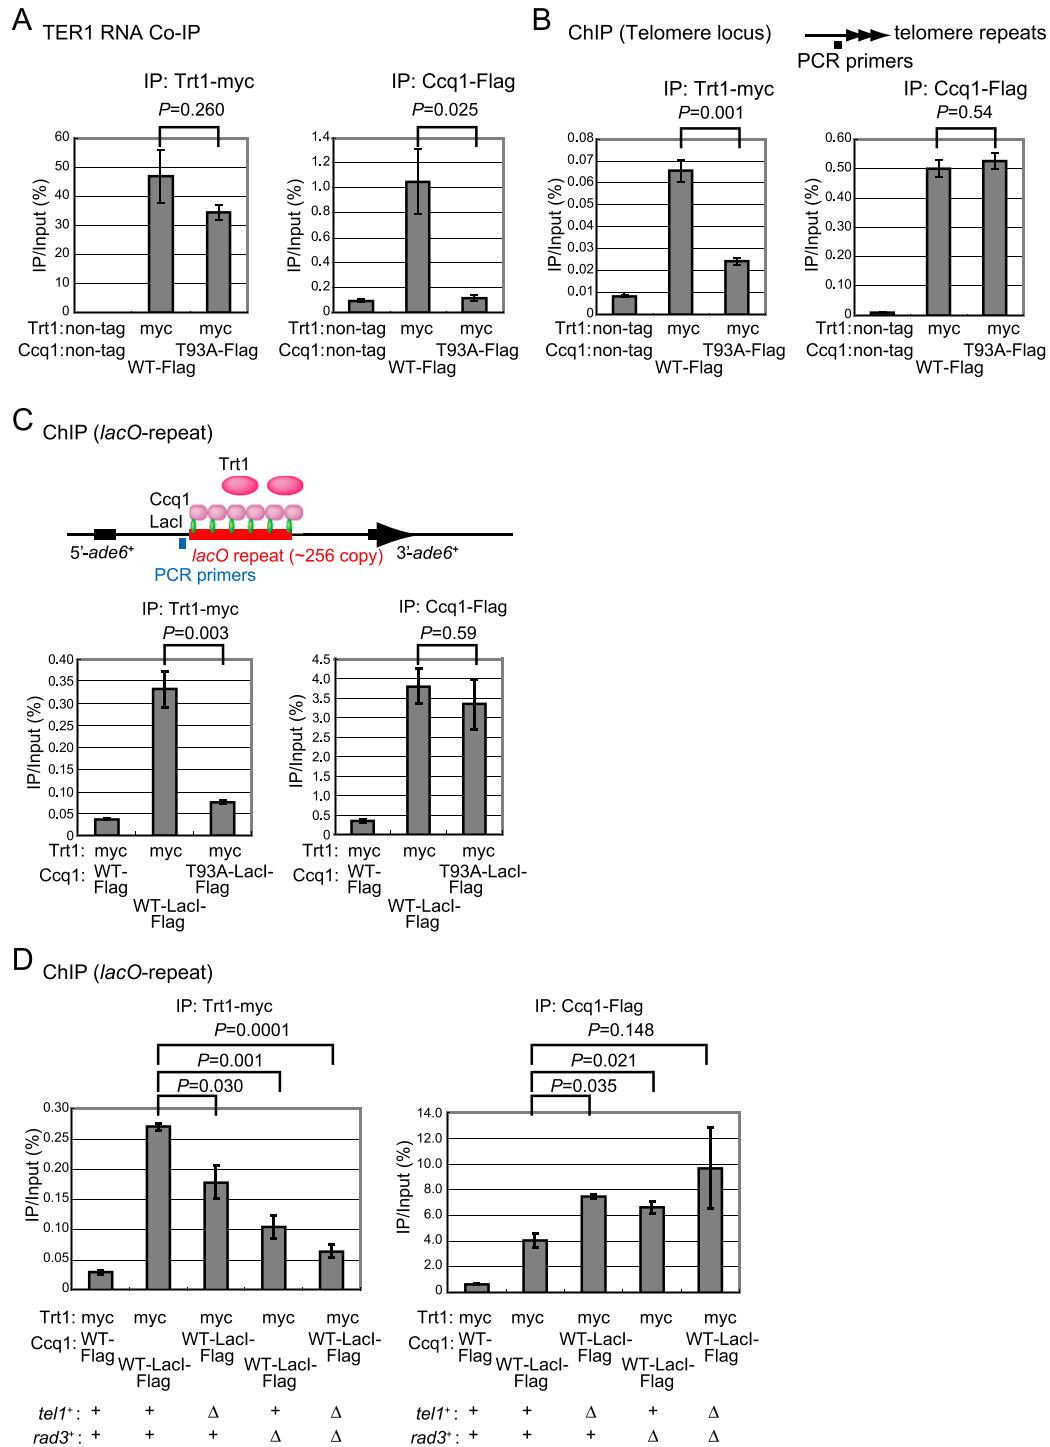 A TER1 RNA Co-IP
IP: Trt1-myc
P=0.260
IP/Input (%)
60
50
40
30
20
10
0
IP: Ccq1-Flag
P=0.025
IP/Input (%)
1.4
1.2
1.0
0.8
0.6
0.4
0.2
0
Trt1:non-tag myc myc
Ccq1:non-tag T93A-Flag
WT-Flag
Trt1:non-tag myc myc
Ccq1:non-tag T93A-Flag
WT-Flag
B ChIP (Telomere locus)
telomere repeats
PCR primers
IP: Trt1-myc
P=0.001
IP/Input (%)
0.08
0.07
0.06
0.05
0.04
0.03
0.02
0.01
0
IP: Ccq1-Flag
P=0.54
IP/Input (%)
0.60
0.50
0.40
0.30
0.20
0.10
0
Trt1:non-tag myc myc
Ccq1:non-tag T93A-Flag
WT-Flag
Trt1:non-tag myc myc
Ccq1:non-tag T93A-Flag
WT-Flag
C ChIP (lacO-repeat)
Trt1
Ccq1
LacI
5'-ade6+
lacO repeat (~256 copy)
3'-ade6+
PCR primers
IP: Trt1-myc
P=0.003
IP/Input (%)
0.40
0.35
0.30
0.25
0.20
0.15
0.10
0.05
0
IP: Ccq1-Flag
P=0.59
IP/Input (%)
4.5
4.0
3.5
3.0
2.5
2.0
1.5
1.0
0.5
0
Trt1: myc myc myc
Ccq1: WT-Flag T93A-LacI-Flag
WT-LacI-Flag
myc myc myc
WT-Flag T93A-LacI-Flag
WT-LacI-Flag
D ChIP (lacO-repeat)
IP: Trt1-myc
P=0.0001
P=0.001
P=0.030
IP/Input (%)
0.30
0.25
0.20
0.15
0.10
0.05
0
IP: Ccq1-Flag
P=0.148
P=0.021
P=0.035
IP/Input (%)
14.0
12.0
10.0
8.0
6.0
4.0
2.0
0
Trt1: myc myc myc myc myc
Ccq1: WT-Flag WT-LacI-Flag WT-LacI-Flag
WT-LacI-Flag WT-LacI-Flag
tel1+: + + Δ + Δ
rad3+: + + + Δ Δ
Trt1: myc myc myc myc myc
Ccq1: WT-Flag WT-LacI-Flag WT-LacI-Flag
WT-LacI-Flag WT-LacI-Flag
tel1+: + + Δ + Δ
rad3+: + + + Δ Δ